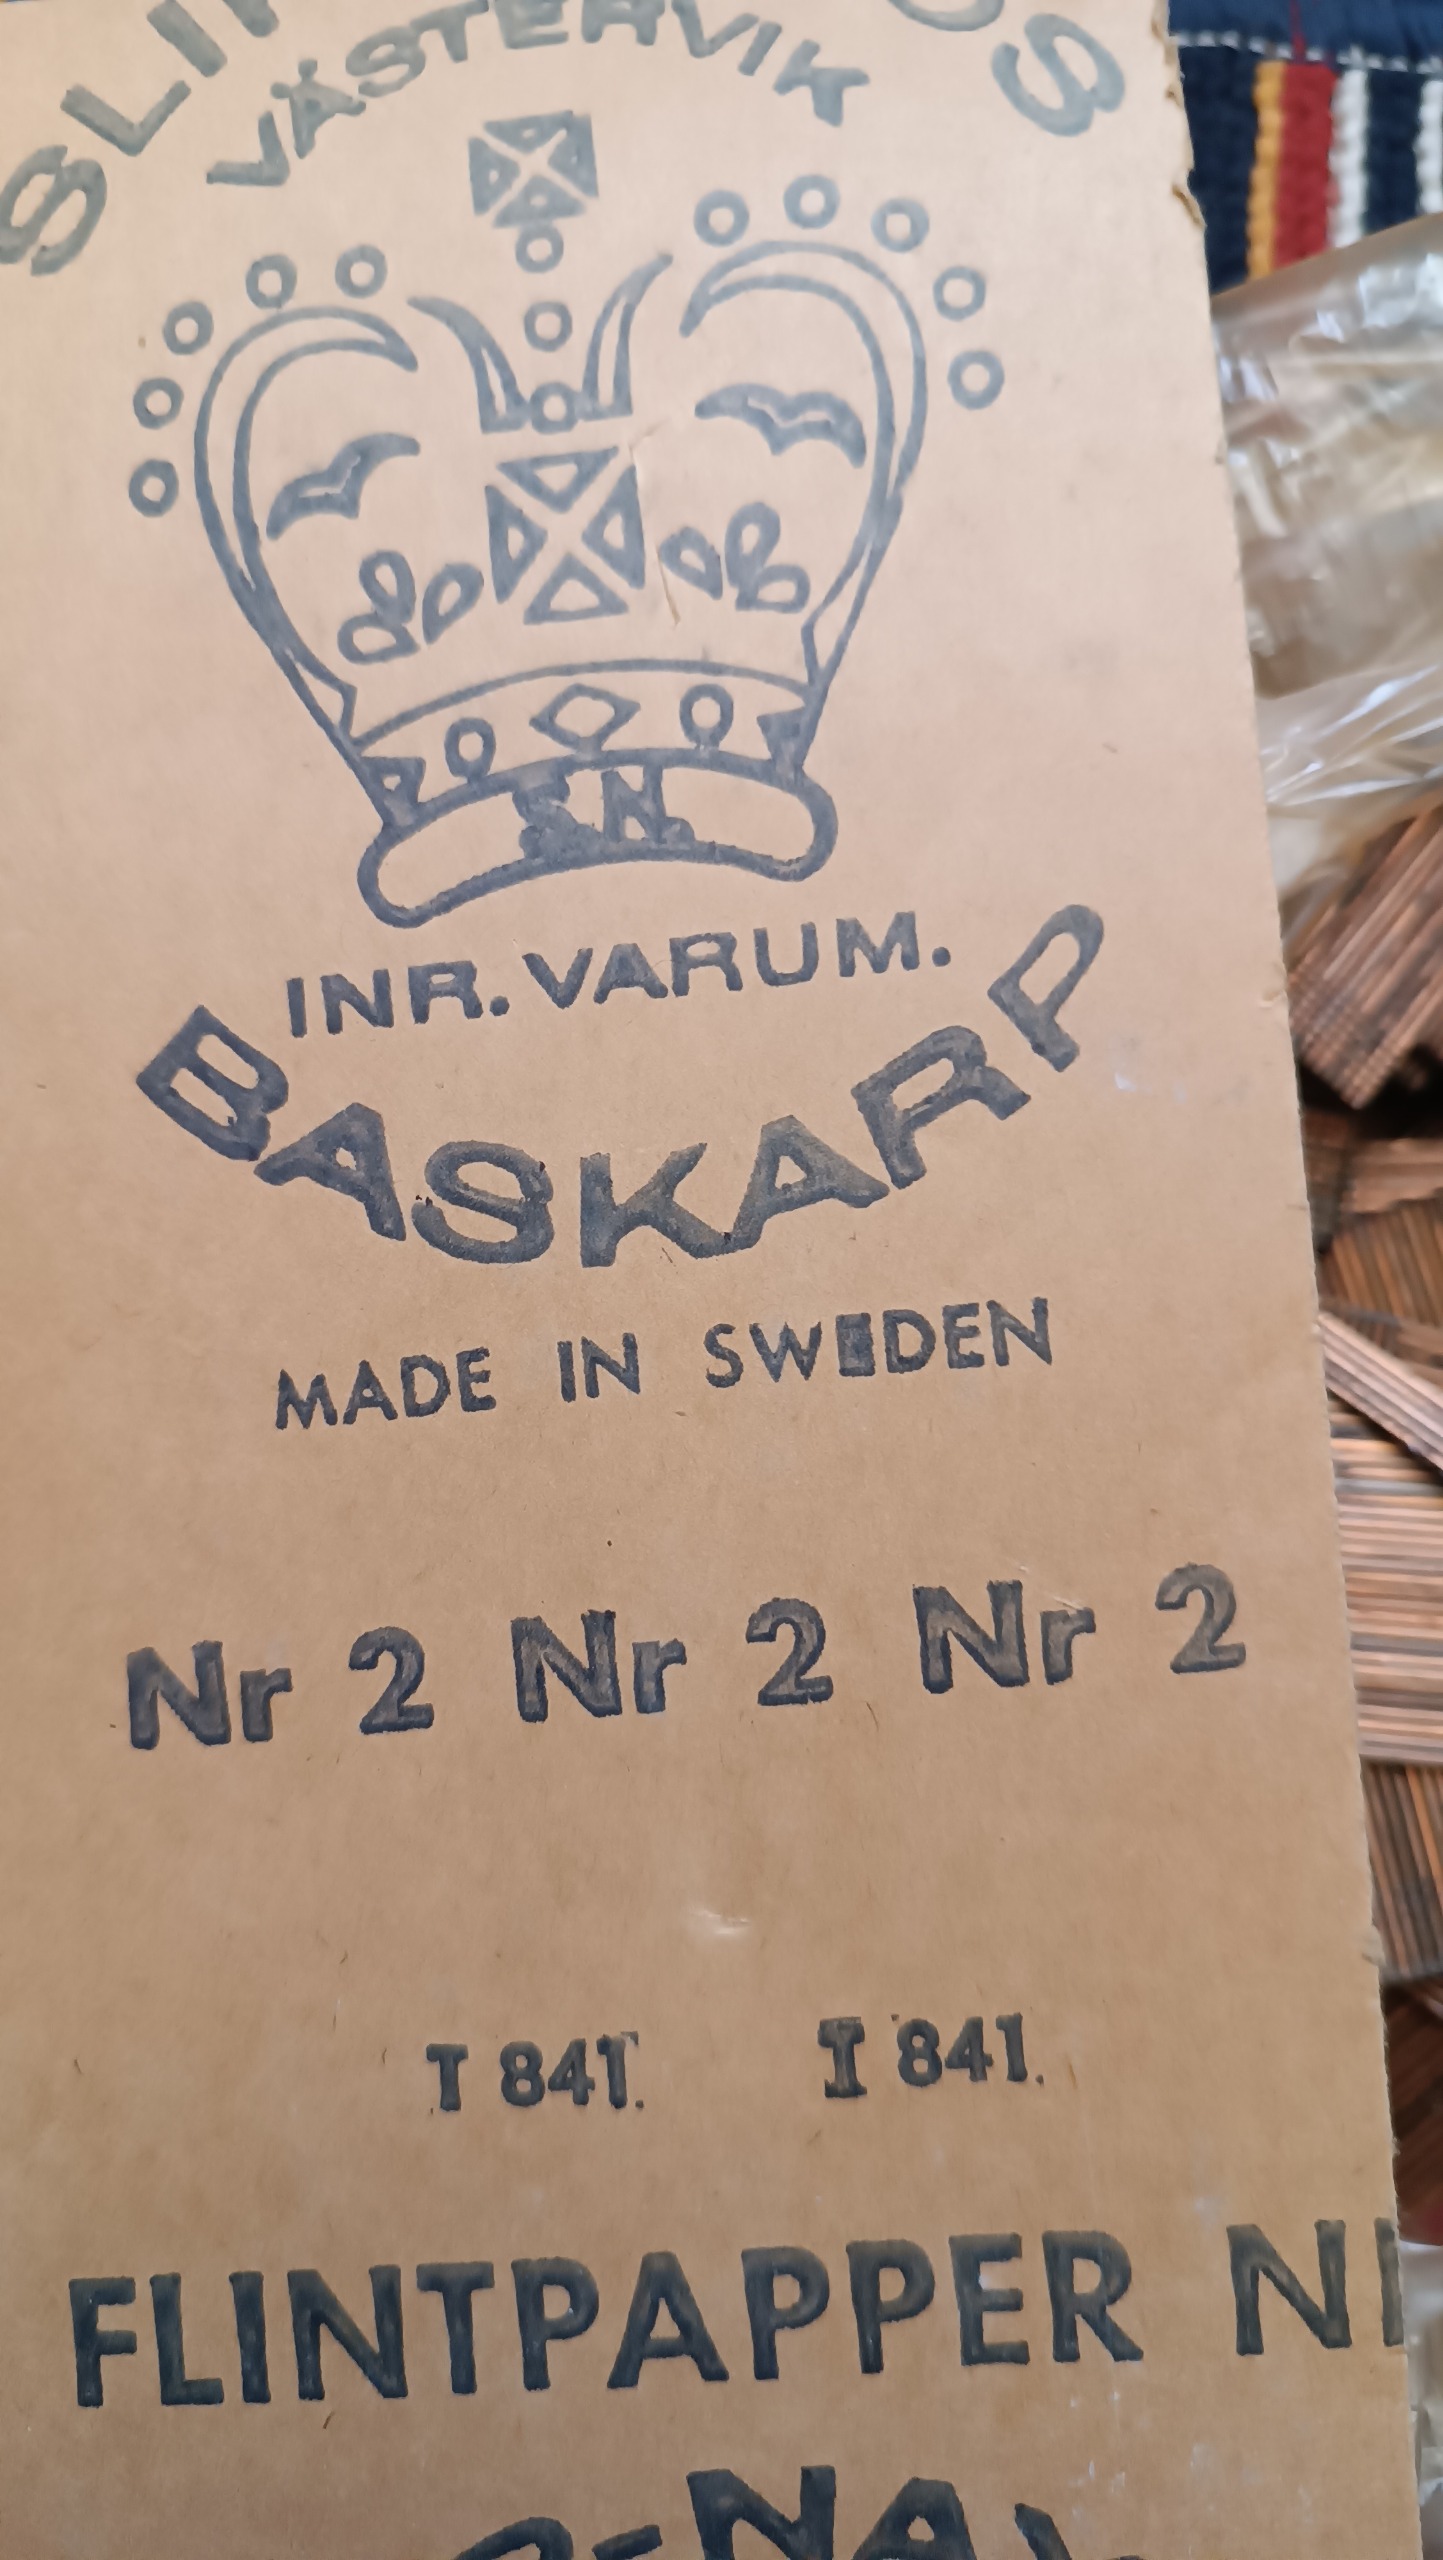 VÄSTERVIK
S.N.
INR. VARUM.
BASKARP
MADE IN SWEDEN
Nr 2 Nr 2 Nr 2
I 841. I 841.
FLINTPAPPER